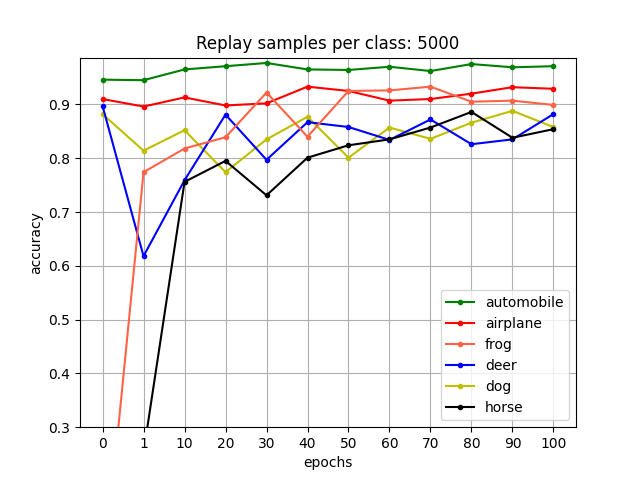 Replay samples per class: 5000
accuracy
0.9
0.8
0.7
0.6
0.5
0.4
0.3
automobile
airplane
frog
deer
dog
horse
0 1 10 20 30 40 50 60 70 80 90 100
epochs